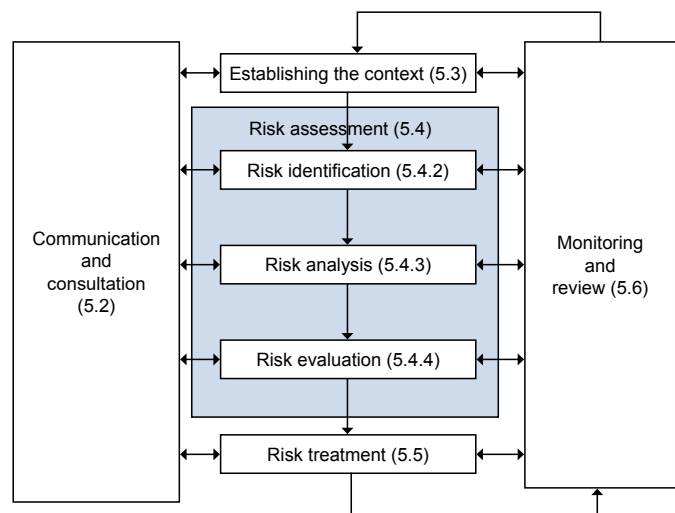 Establishing the context (5.3)
Risk assessment (5.4)
Risk identification (5.4.2)
Communication
and
consultation
(5.2)
Risk analysis (5.4.3)
Monitoring
and
review (5.6)
Risk evaluation (5.4.4)
Risk treatment (5.5)